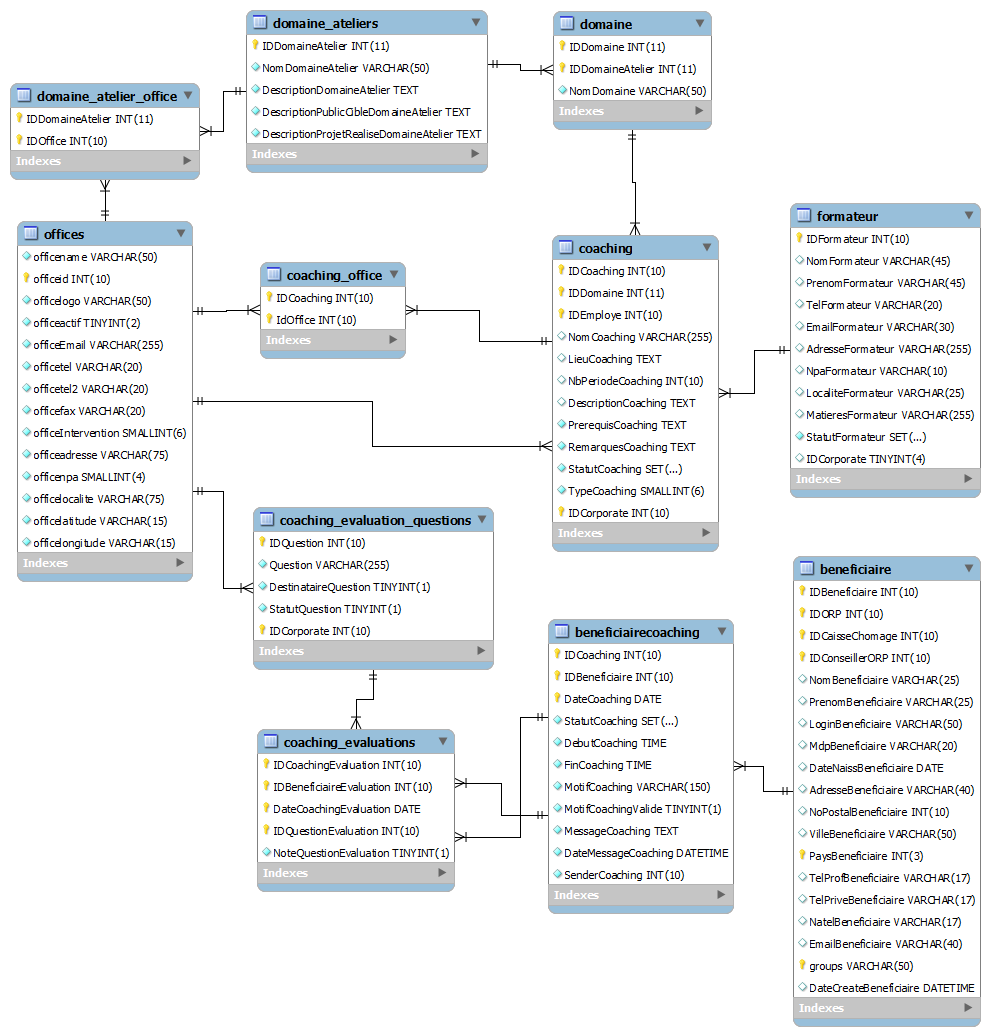 domaine_ateliers
IDDomaineAtelier INT(11)
NomDomaineAtelier VARCHAR(50)
DescriptionDomaineAtelier TEXT
DescriptionPublicCibleDomaineAtelier TEXT
DescriptionProjetRealiseDomaineAtelier TEXT
Indexes
domaine
IDDomaine INT(11)
IDDomaineAtelier INT(11)
NomDomaine VARCHAR(50)
Indexes
domaine_atelier_office
IDDomaineAtelier INT(11)
IDOffice INT(10)
Indexes
offices
officename VARCHAR(50)
officeid INT(10)
officelogo VARCHAR(50)
officeactif TINYINT(2)
officeEmail VARCHAR(255)
officetel VARCHAR(20)
officetel2 VARCHAR(20)
officefax VARCHAR(20)
officeIntervention SMALLINT(6)
officeadresse VARCHAR(75)
officenpa SMALLINT(4)
officelocalite VARCHAR(75)
officelatitude VARCHAR(15)
officelongitude VARCHAR(15)
Indexes
coaching_office
IDCoaching INT(10)
IdOffice INT(10)
Indexes
coaching
IDCoaching INT(10)
IDDomaine INT(11)
IDEmploye INT(10)
NomCoaching VARCHAR(255)
LieuCoaching TEXT
NbPeriodeCoaching INT(10)
DescriptionCoaching TEXT
PrerequisCoaching TEXT
RemarquesCoaching TEXT
StatutCoaching SET(...)
TypeCoaching SMALLINT(6)
IDCorporate INT(10)
Indexes
formateur
IDFormateur INT(10)
NomFormateur VARCHAR(45)
PrenomFormateur VARCHAR(45)
TelFormateur VARCHAR(20)
EmailFormateur VARCHAR(30)
AdresseFormateur VARCHAR(255)
NpaFormateur VARCHAR(10)
LocaliteFormateur VARCHAR(25)
MatieresFormateur VARCHAR(255)
StatutFormateur SET(...)
IDCorporate TINYINT(4)
Indexes
coaching_evaluation_questions
IDQuestion INT(10)
Question VARCHAR(255)
DestinataireQuestion TINYINT(1)
StatutQuestion TINYINT(1)
IDCorporate INT(10)
Indexes
coaching_evaluations
IDCoachingEvaluation INT(10)
IDBeneficiaireEvaluation INT(10)
DateCoachingEvaluation DATE
IDQuestionEvaluation INT(10)
NoteQuestionEvaluation TINYINT(1)
Indexes
beneficiairecoaching
IDCoaching INT(10)
IDBeneficiaire INT(10)
DateCoaching DATE
StatutCoaching SET(...)
DebutCoaching TIME
FinCoaching TIME
MotifCoaching VARCHAR(150)
MotifCoachingValide TINYINT(1)
MessageCoaching TEXT
DateMessageCoaching DATETIME
SenderCoaching INT(10)
Indexes
beneficiaire
IDBeneficiaire INT(10)
IDORP INT(10)
IDCaisseChomage INT(10)
IDConseillerORP INT(10)
NomBeneficiaire VARCHAR(25)
PrenomBeneficiaire VARCHAR(25)
LoginBeneficiaire VARCHAR(50)
MdpBeneficiaire VARCHAR(20)
DateNaissBeneficiaire DATE
AdresseBeneficiaire VARCHAR(40)
NoPostalBeneficiaire INT(10)
VilleBeneficiaire VARCHAR(50)
PaysBeneficiaire INT(3)
TelProfBeneficiaire VARCHAR(17)
TelPriveBeneficiaire VARCHAR(17)
NatelBeneficiaire VARCHAR(17)
EmailBeneficiaire VARCHAR(40)
groups VARCHAR(50)
DateCreateBeneficiaire DATETIME
Indexes